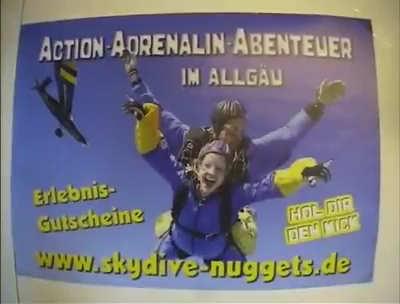 ACTION-ADRENALIN-ABENTEUER
IM ALLGÄU
Erlebnis-
Gutscheine
HOL DIR
DEN KICK
www.skydive-nuggets.de